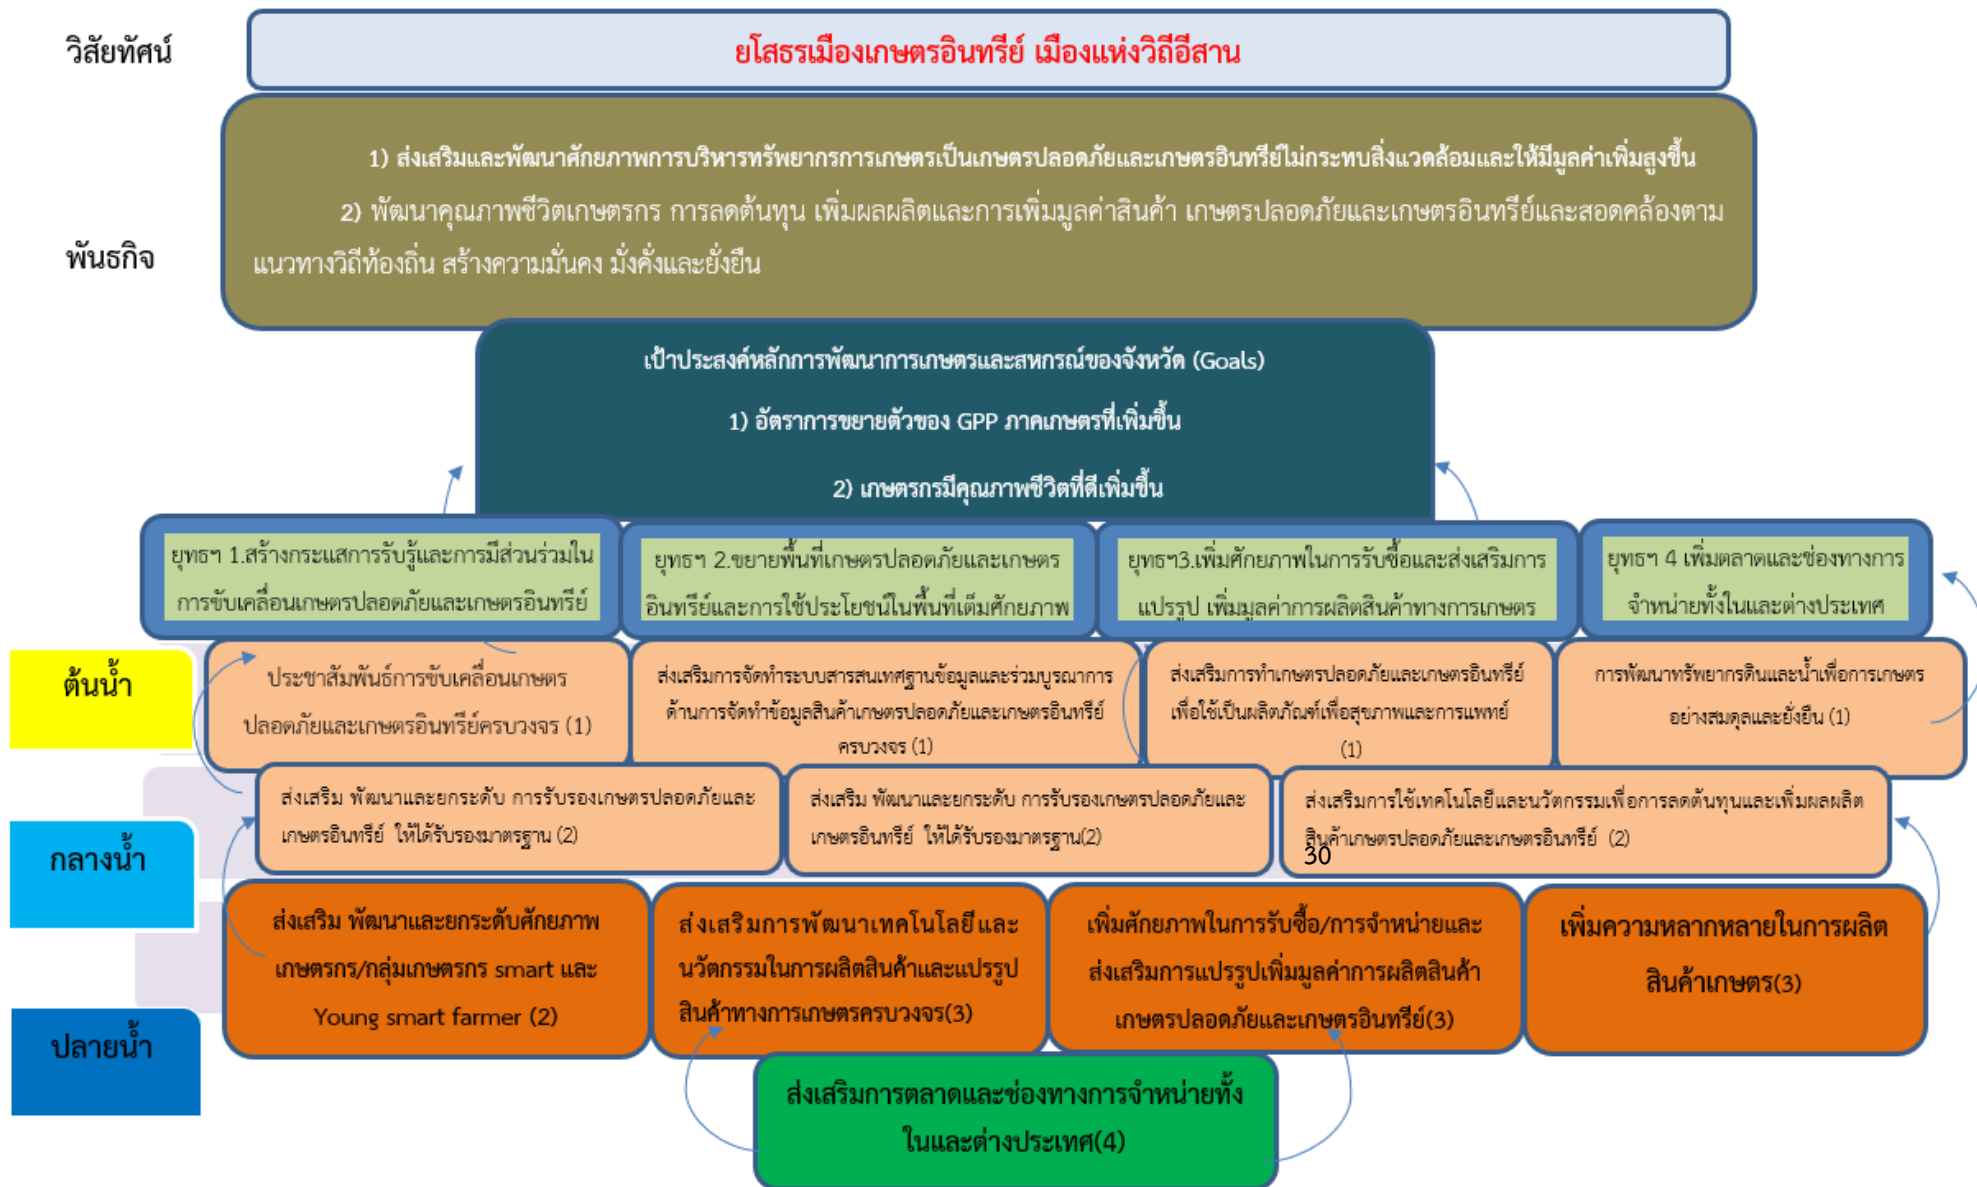 วิสัยทัศน์
ยโสธรเมืองเกษตรอินทรีย์ เมืองแห่งวิถีอีสาน
พันธกิจ
1) ส่งเสริมและพัฒนาศักยภาพการบริหารทรัพยากรการเกษตรเป็นเกษตรปลอดภัยและเกษตรอินทรีย์ไม่กระทบสิ่งแวดล้อมและให้มีมูลค่าเพิ่มสูงขึ้น
2) พัฒนาคุณภาพชีวิตเกษตรกร การลดต้นทุน เพิ่มผลผลิตและการเพิ่มมูลค่าสินค้า เกษตรปลอดภัยและเกษตรอินทรีย์และสอดคล้องตาม
แนวทางวิถีท้องถิ่น สร้างความมั่นคง มั่งคั่งและยั่งยืน
เป้าประสงค์หลักการพัฒนาการเกษตรและสหกรณ์ของจังหวัด (Goals)
1) อัตราการขยายตัวของ GPP ภาคเกษตรที่เพิ่มขึ้น
2) เกษตรกรมีคุณภาพชีวิตที่ดีเพิ่มขึ้น
ยุทธฯ 1.สร้างกระแสการรับรู้และการมีส่วนร่วมใน
การขับเคลื่อนเกษตรปลอดภัยและเกษตรอินทรีย์
ยุทธฯ 2.ขยายพื้นที่เกษตรปลอดภัยและเกษตร
อินทรีย์และการใช้ประโยชน์ในพื้นที่เต็มศักยภาพ
ยุทธฯ3.เพิ่มศักยภาพในการรับซื้อและส่งเสริมการ
แปรรูป เพิ่มมูลค่าการผลิตสินค้าทางการเกษตร
ยุทธฯ 4 เพิ่มตลาดและช่องทางการ
จำหน่ายทั้งในและต่างประเทศ
ต้นน้ำ
ประชาสัมพันธ์การขับเคลื่อนเกษตร
ปลอดภัยและเกษตรอินทรีย์ครบวงจร (1)
ส่งเสริมการจัดทำระบบสารสนเทศฐานข้อมูลและร่วมบูรณาการ
ด้านการจัดทำข้อมูลสินค้าเกษตรปลอดภัยและเกษตรอินทรีย์
ครบวงจร (1)
ส่งเสริมการทำเกษตรปลอดภัยและเกษตรอินทรีย์
เพื่อใช้เป็นผลิตภัณฑ์เพื่อสุขภาพและการแพทย์
(1)
การพัฒนาทรัพยากรดินและน้ำเพื่อการเกษตร
อย่างสมดุลและยั่งยืน (1)
กลางน้ำ
ส่งเสริม พัฒนาและยกระดับ การรับรองเกษตรปลอดภัยและ
เกษตรอินทรีย์ ให้ได้รับรองมาตรฐาน (2)
ส่งเสริม พัฒนาและยกระดับ การรับรองเกษตรปลอดภัยและ
เกษตรอินทรีย์ ให้ได้รับรองมาตรฐาน(2)
ส่งเสริมการใช้เทคโนโลยีและนวัตกรรมเพื่อการลดต้นทุนและเพิ่มผลผลิต
สินค้าเกษตรปลอดภัยและเกษตรอินทรีย์ (2)
30
ปลายน้ำ
ส่งเสริม พัฒนาและยกระดับศักยภาพ
เกษตรกร/กลุ่มเกษตรกร smart และ
Young smart farmer (2)
ส่งเสริมการพัฒนาเทคโนโลยีและ
นวัตกรรมในการผลิตสินค้าและแปรรูป
สินค้าทางการเกษตรครบวงจร(3)
เพิ่มศักยภาพในการรับซื้อ/การจำหน่ายและ
ส่งเสริมการแปรรูปเพิ่มมูลค่าการผลิตสินค้า
เกษตรปลอดภัยและเกษตรอินทรีย์(3)
เพิ่มความหลากหลายในการผลิต
สินค้าเกษตร(3)
ส่งเสริมการตลาดและช่องทางการจำหน่ายทั้ง
ในและต่างประเทศ(4)